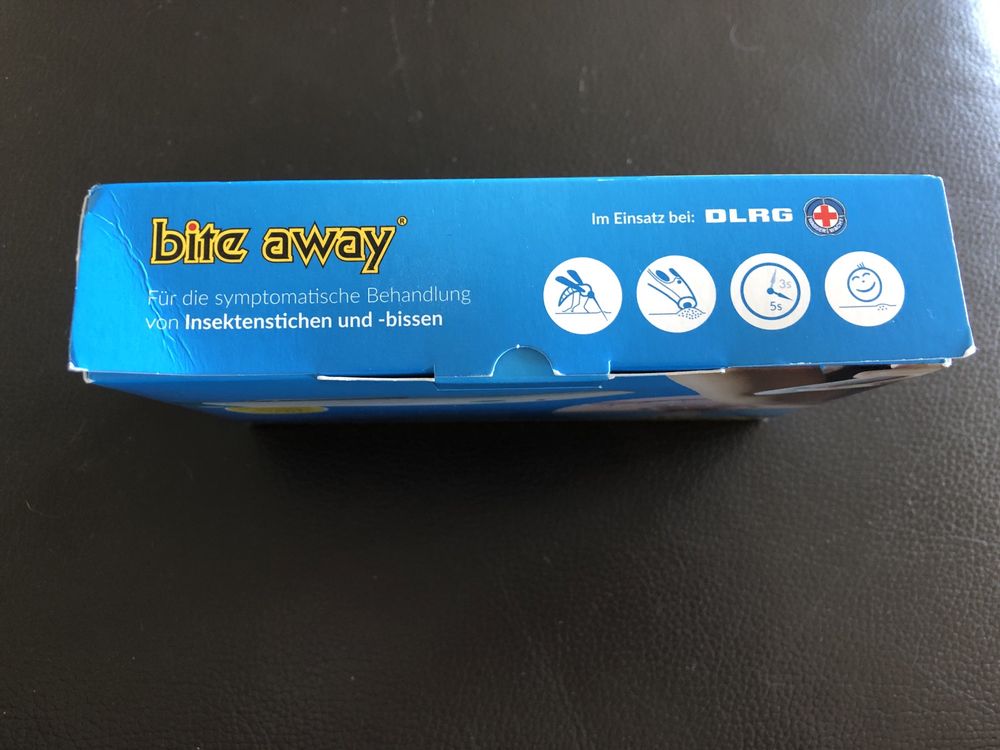 bite away®
Für die symptomatische Behandlung
von Insektenstichen und -bissen
Im Einsatz bei: DLRG
3s
5s